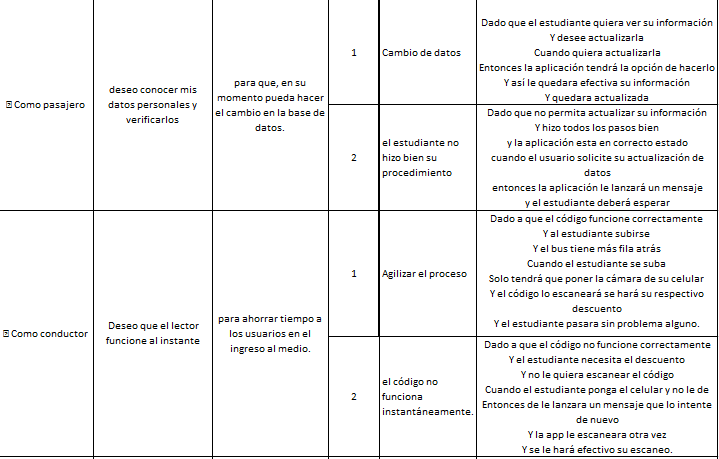 ⍰ Como pasajero
deseo conocer mis
datos personales y
verificarlos
para que, en su
momento pueda hacer
el cambio en la base de
datos.
1
Cambio de datos
Dado que el estudiante quiera ver su información
Y desee actualizarla
Cuando quiera actualizarla
Entonces la aplicación tendrá la opción de hacerlo
Y así le quedara efectiva su información
Y quedara actualizada
2
el estudiante no
hizo bien su
procedimiento
Dado que no permita actualizar su información
Y hizo todos los pasos bien
y la aplicación esta en correcto estado
cuando el usuario solicite su actualización de
datos
entonces la aplicación le lanzará un mensaje
y el estudiante deberá esperar
⍰ Como conductor
Deseo que el lector
funcione al instante
para ahorrar tiempo a
los usuarios en el
ingreso al medio.
1
Agilizar el proceso
Dado a que el código funcione correctamente
Y al estudiante subirse
Y el bus tiene más fila atrás
Cuando el estudiante se suba
Solo tendrá que poner la cámara de su celular
Y el código lo escaneará se hará su respectivo
descuento
Y el estudiante pasara sin problema alguno.
2
el código no
funciona
instantáneamente.
Dado a que el código no funcione correctamente
Y el estudiante necesita el descuento
Y no le quiera escanear el código
Cuando el estudiante ponga el celular y no le de
Entonces de le lanzara un mensaje que lo intente
de nuevo
Y la app le escaneara otra vez
Y se le hará efectivo su escaneo.